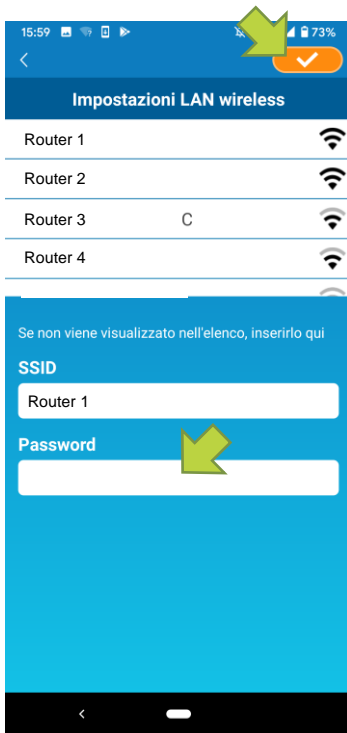 15:59 73%
Impostazioni LAN wireless
Router 1
Router 2
Router 3 C
Router 4
Se non viene visualizzato nell'elenco, inserirlo qui
SSID
Router 1
Password